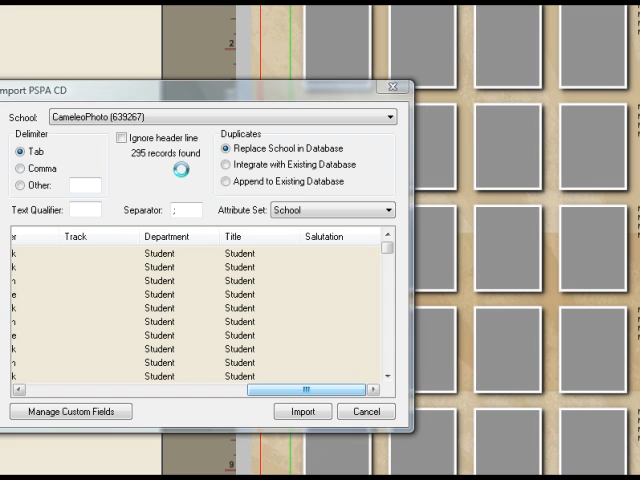 2
mport PSPA CD
School: CameleoPhoto (639267)
Delimiter
Ignore header line
Duplicates
Tab
295 records found
Replace School in Database
Comma
Integrate with Existing Database
Other:
Append to Existing Database
Text Qualifier:
Separator: ;
Attribute Set: School
er Track Department Title Salutation
k Student Student
k Student Student
n Student Student
e Student Student
k Student Student
n Student Student
e Student Student
k Student Student
n Student Student
k Student Student
Manage Custom Fields
Import
Cancel
9